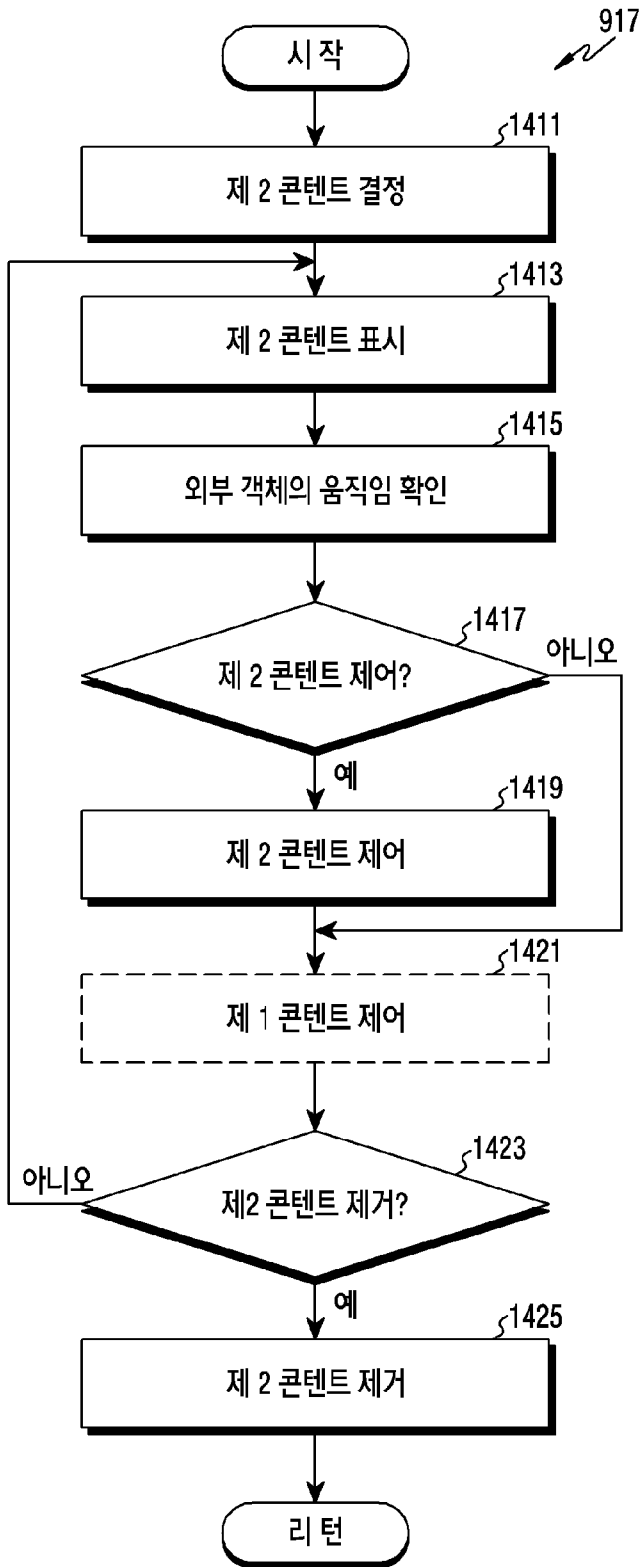 917
시 작
1411
제 2 콘텐트 결정
1413
제 2 콘텐트 표시
1415
외부 객체의 움직임 확인
1417
아니오
제 2 콘텐트 제어?
예
1419
제 2 콘텐트 제어
1421
제 1 콘텐트 제어
1423
아니오
제2 콘텐트 제거?
예
1425
제 2 콘텐트 제거
리 턴